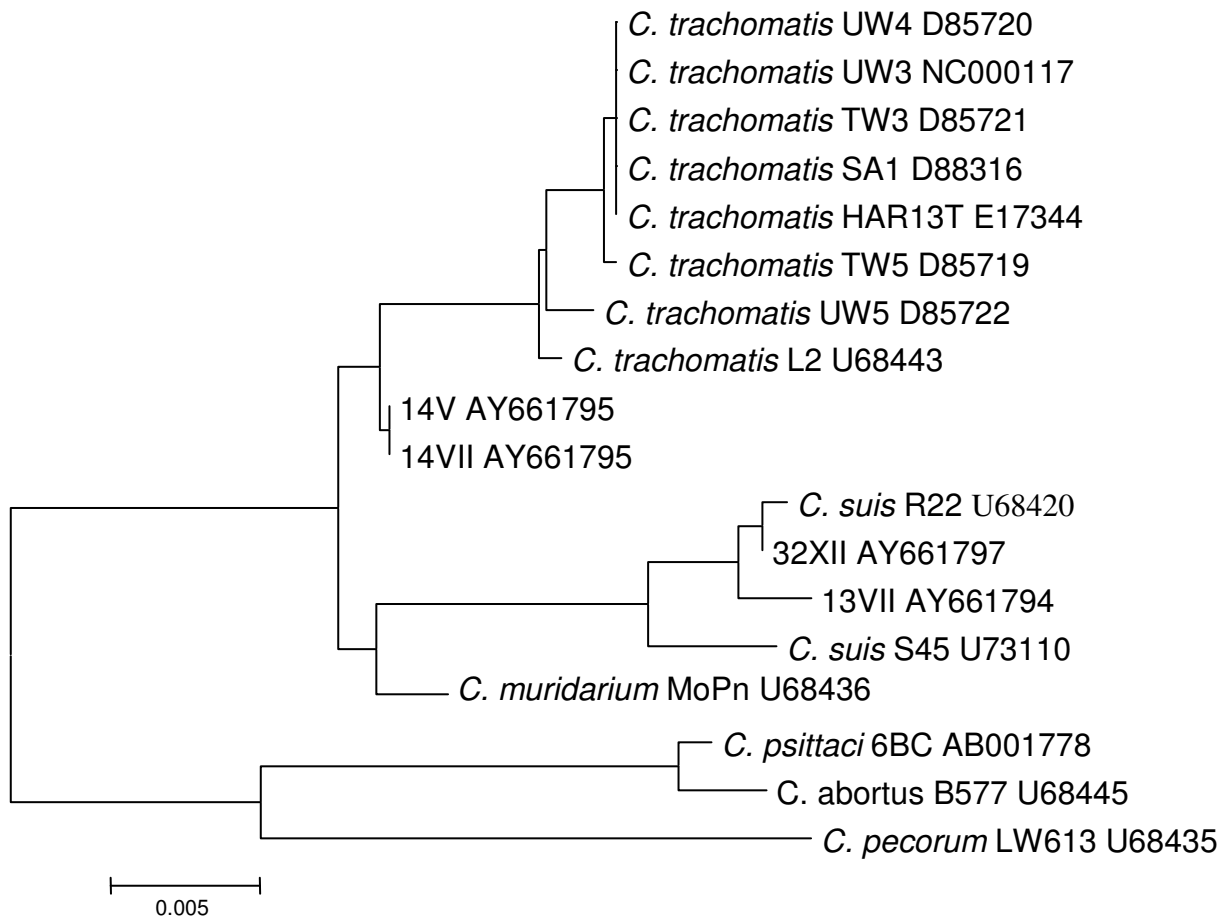 C. trachomatis UW4 D85720
C. trachomatis UW3 NC000117
C. trachomatis TW3 D85721
C. trachomatis SA1 D88316
C. trachomatis HAR13T E17344
C. trachomatis TW5 D85719
C. trachomatis UW5 D85722
C. trachomatis L2 U68443
14V AY661795
14VII AY661795
C. suis R22 U68420
32XII AY661797
13VII AY661794
C. suis S45 U73110
C. muridarium MoPn U68436
C. psittaci 6BC AB001778
C. abortus B577 U68445
C. pecorum LW613 U68435
0.005